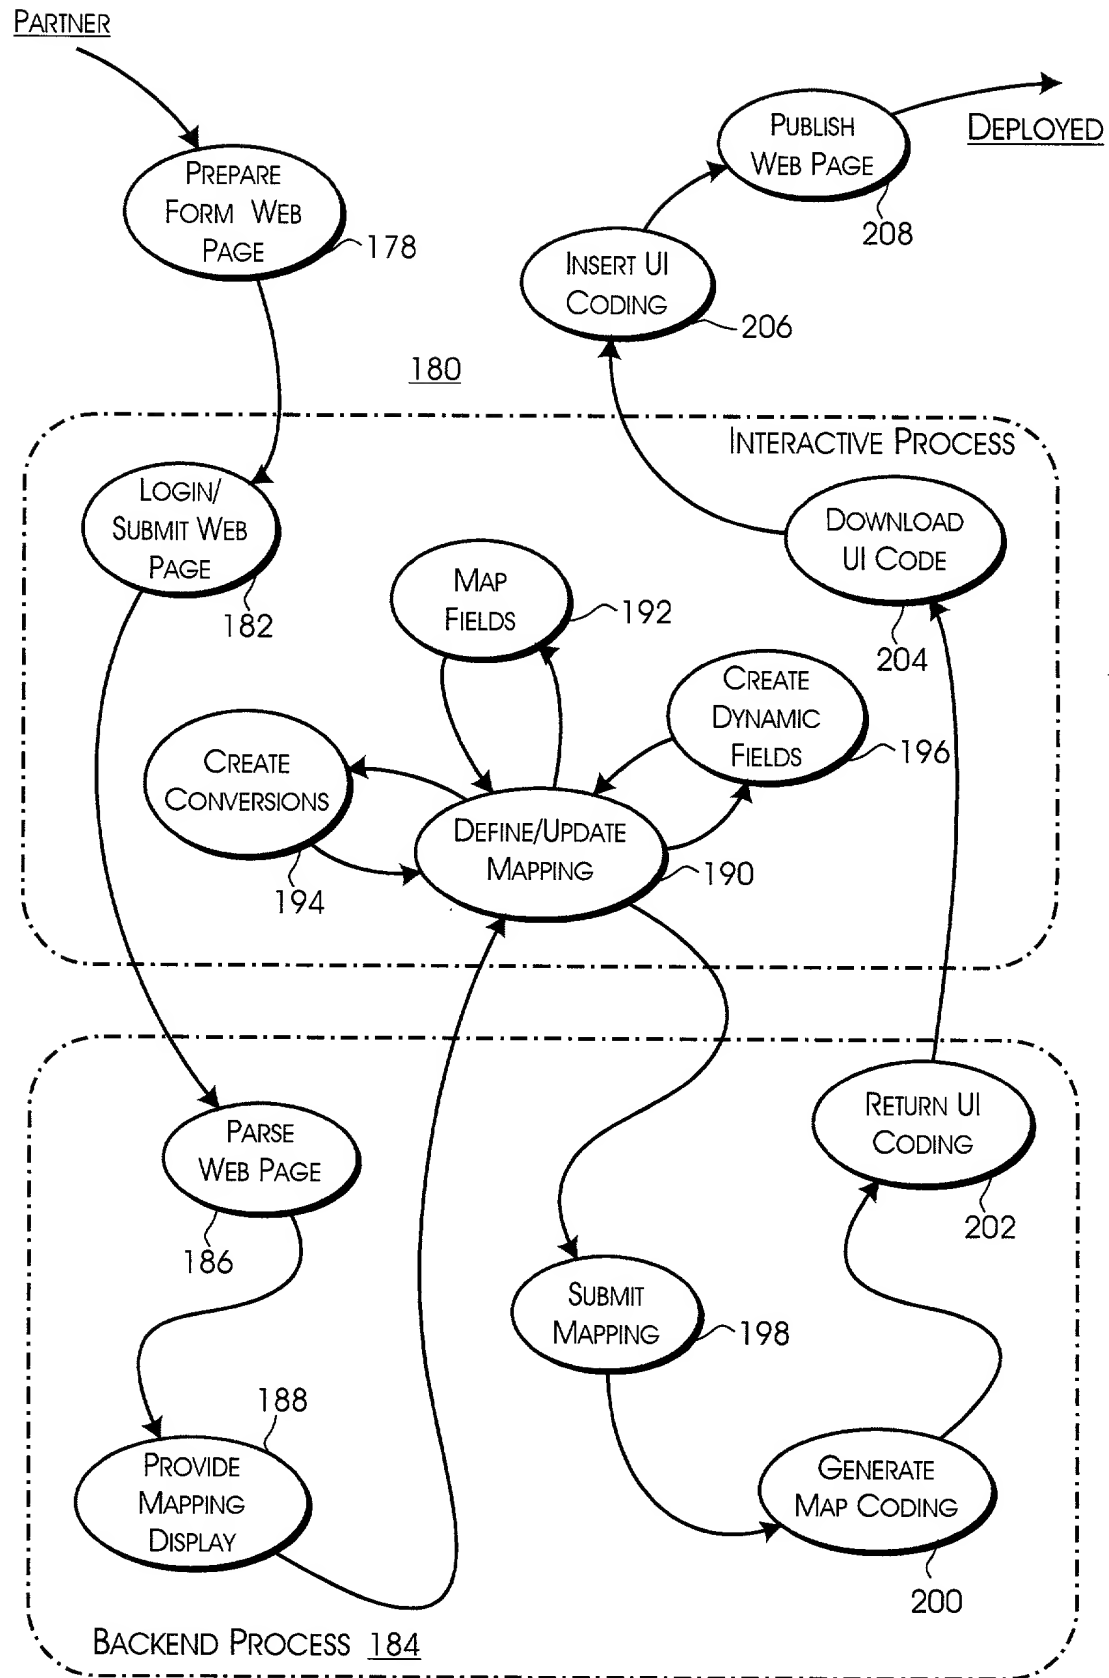 PARTNER
PREPARE
FORM WEB
PAGE
178
PUBLISH
WEB PAGE
DEPLOYED
208
INSERT UI
CODING
206
180
INTERACTIVE PROCESS
LOGIN/
SUBMIT WEB
PAGE
182
DOWNLOAD
UI CODE
204
MAP
FIELDS
192
CREATE
DYNAMIC
FIELDS
196
CREATE
CONVERSIONS
194
DEFINE/UPDATE
MAPPING
190
PARSE
WEB PAGE
186
RETURN UI
CODING
202
SUBMIT
MAPPING
198
188
PROVIDE
MAPPING
DISPLAY
GENERATE
MAP CODING
200
BACKEND PROCESS 184